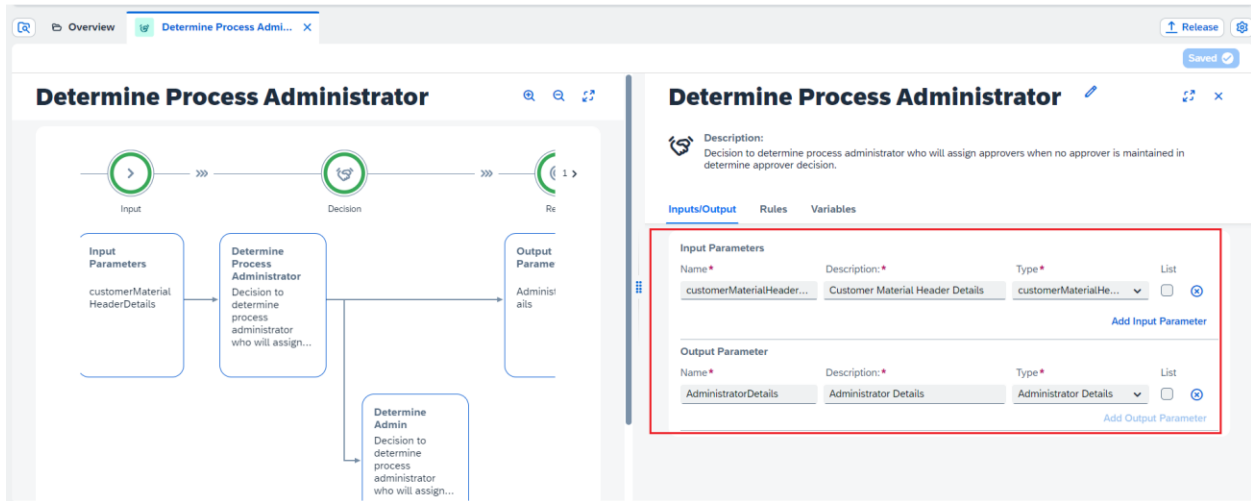 Overview
Determine Process Admi...
Release
Saved
Determine Process Administrator
Input
Decision
Re
1
Input
Parameters
customerMaterial
HeaderDetails
Determine
Process
Administrator
Decision to
determine
process
administrator
who will assign...
Output
Parame
Administ
ails
Determine
Admin
Decision to
determine
process
administrator
who will assign...
Determine Process Administrator
Description:
Decision to determine process administrator who will assign approvers when no approver is maintained in
determine approver decision.
Inputs/Output Rules Variables
Input Parameters
Name* Description:* Type* List
customerMaterialHeader... Customer Material Header Details customerMaterialHe...
Add Input Parameter
Output Parameter
Name* Description:* Type* List
AdministratorDetails Administrator Details Administrator Details
Add Output Parameter